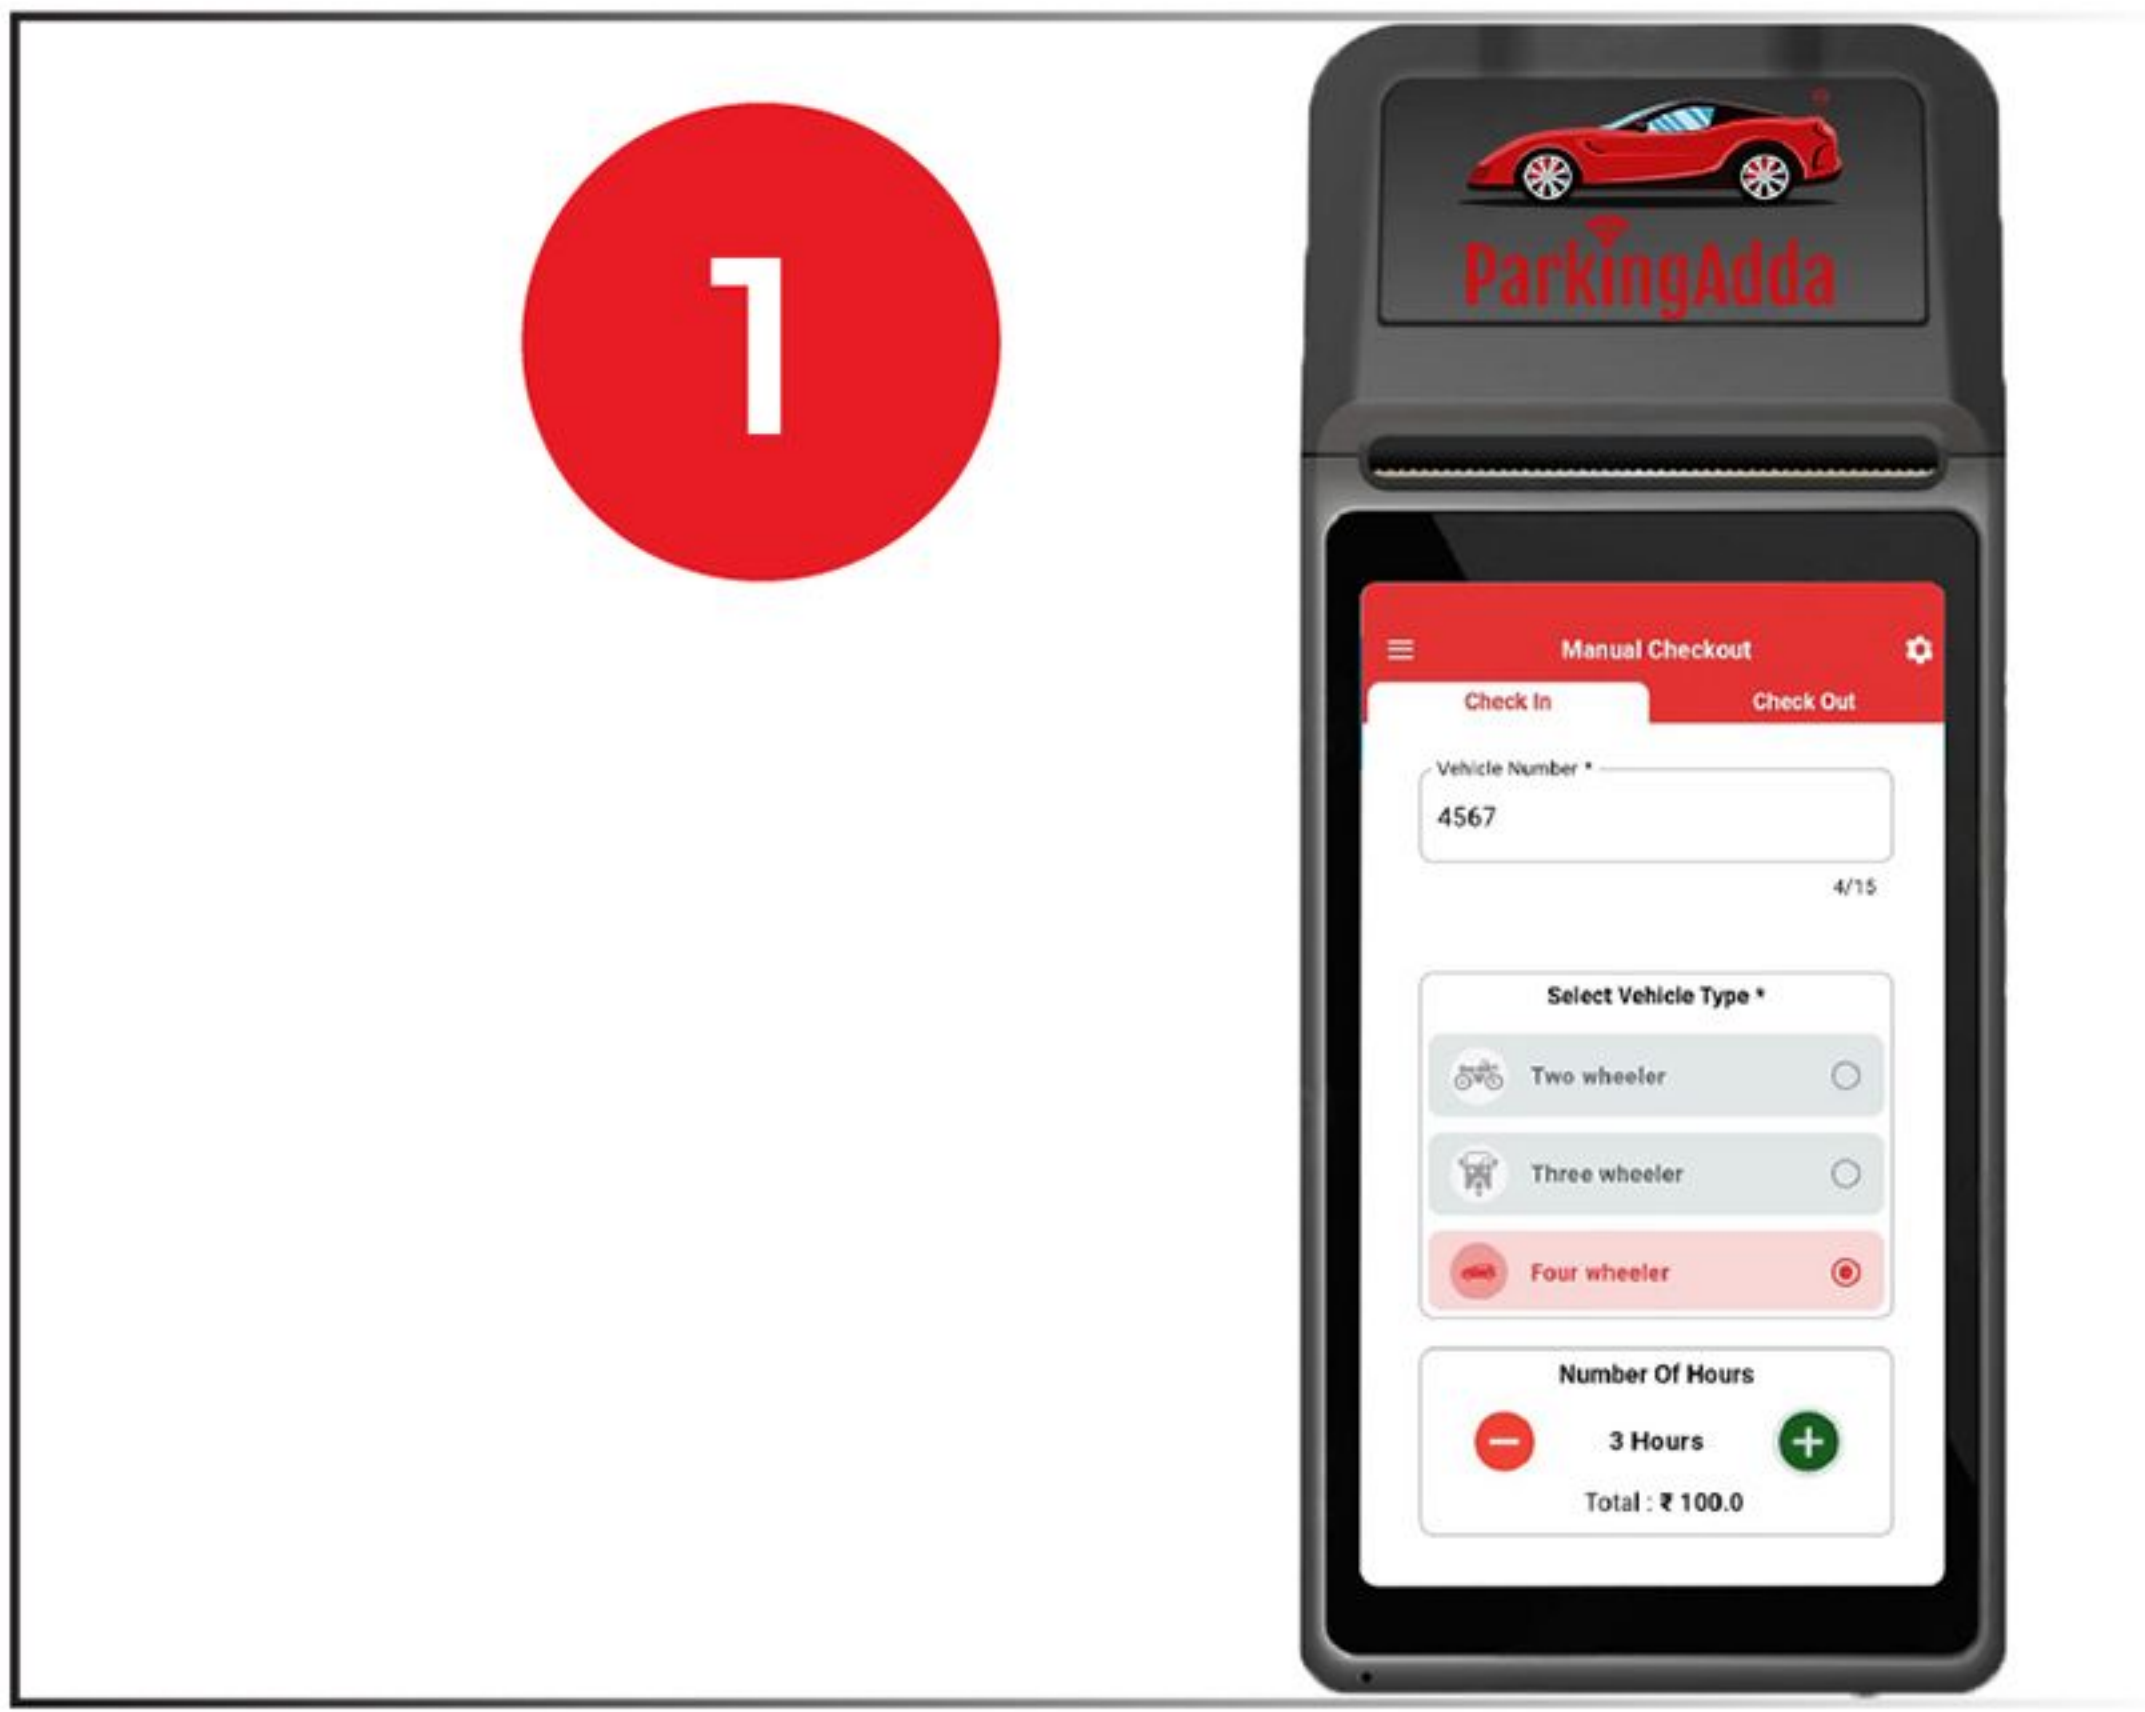 1
ParkingAdda
Manual Checkout
Check In
Check Out
Vehicle Number *
4567
4/15
Select Vehicle Type *
Two wheeler
Three wheeler
Four wheeler
Number Of Hours
3 Hours
Total : ₹ 100.0